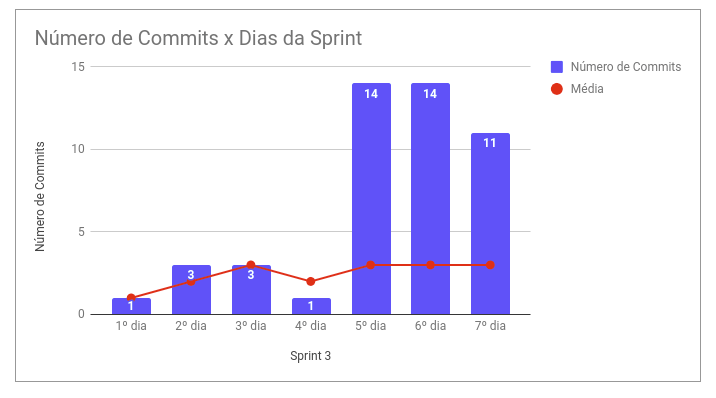 Número de Commits x Dias da Sprint
Número de Commits
Média
Número de Commits
15
10
5
0
1
3
3
1
14
14
11
1º dia
2º dia
3º dia
4º dia
5º dia
6º dia
7º dia
Sprint 3